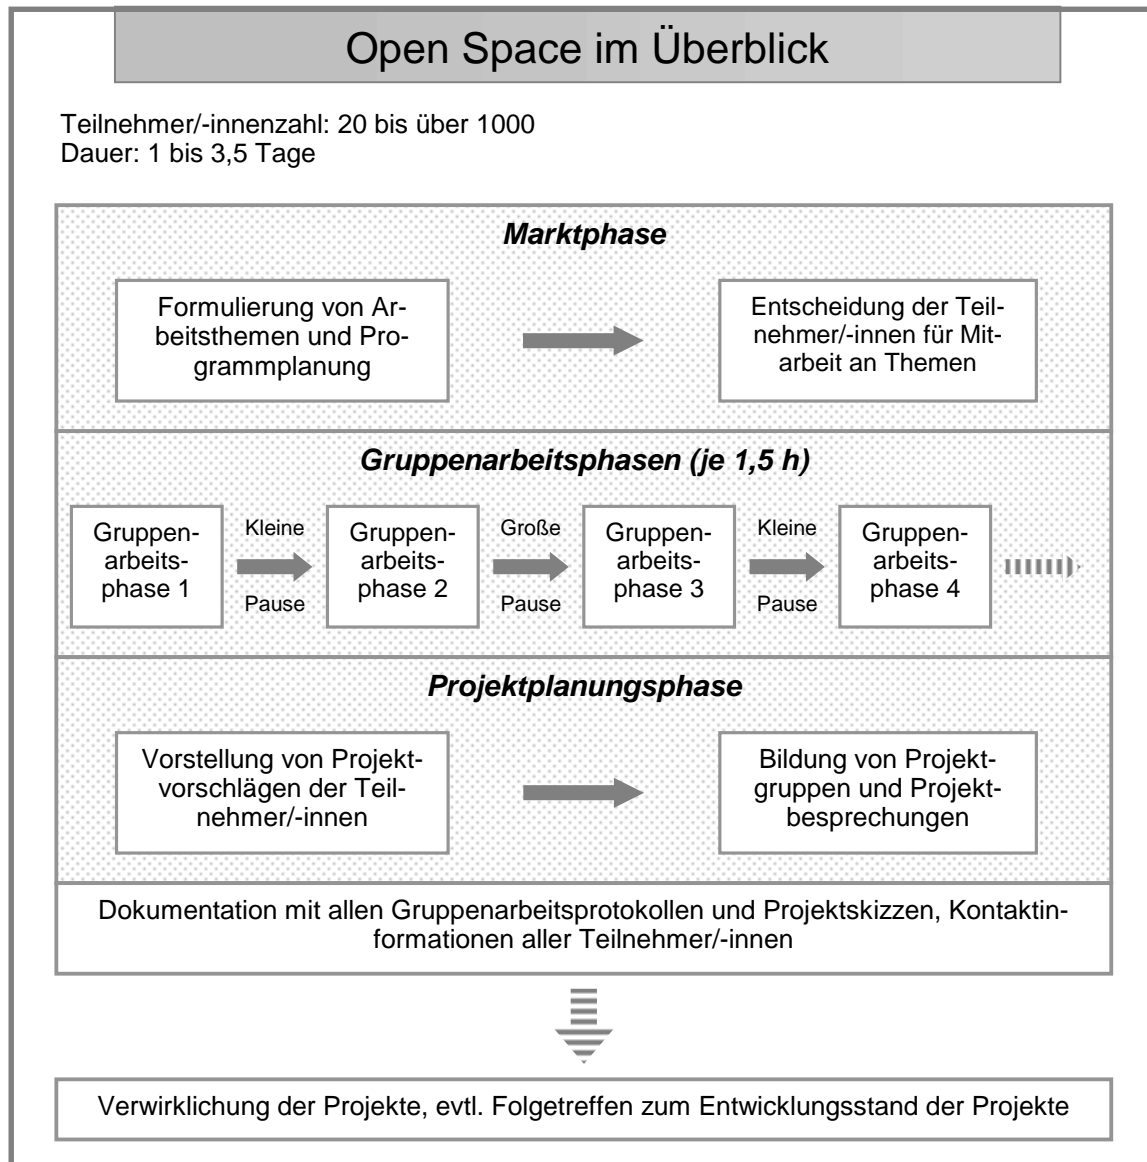 Open Space im Überblick
Teilnehmer/-innenzahl: 20 bis über 1000
Dauer: 1 bis 3,5 Tage
Marktphase
Formulierung von Ar-
beitsthemen und Pro-
grammplanung
Entscheidung der Teil-
nehmer/-innen für Mit-
arbeit an Themen
Gruppenarbeitsphasen (je 1,5 h)
Gruppen-
arbeits-
phase 1
Kleine
Pause
Gruppen-
arbeits-
phase 2
Große
Pause
Gruppen-
arbeits-
phase 3
Kleine
Pause
Gruppen-
arbeits-
phase 4
Projektplanungsphase
Vorstellung von Projekt-
vorschlägen der Teil-
nehmer/-innen
Bildung von Projekt-
gruppen und Projekt-
besprechungen
Dokumentation mit allen Gruppenarbeitsprotokollen und Projektskizzen, Kontaktin-
formationen aller Teilnehmer/-innen
Verwirklichung der Projekte, evtl. Folgetreffen zum Entwicklungsstand der Projekte